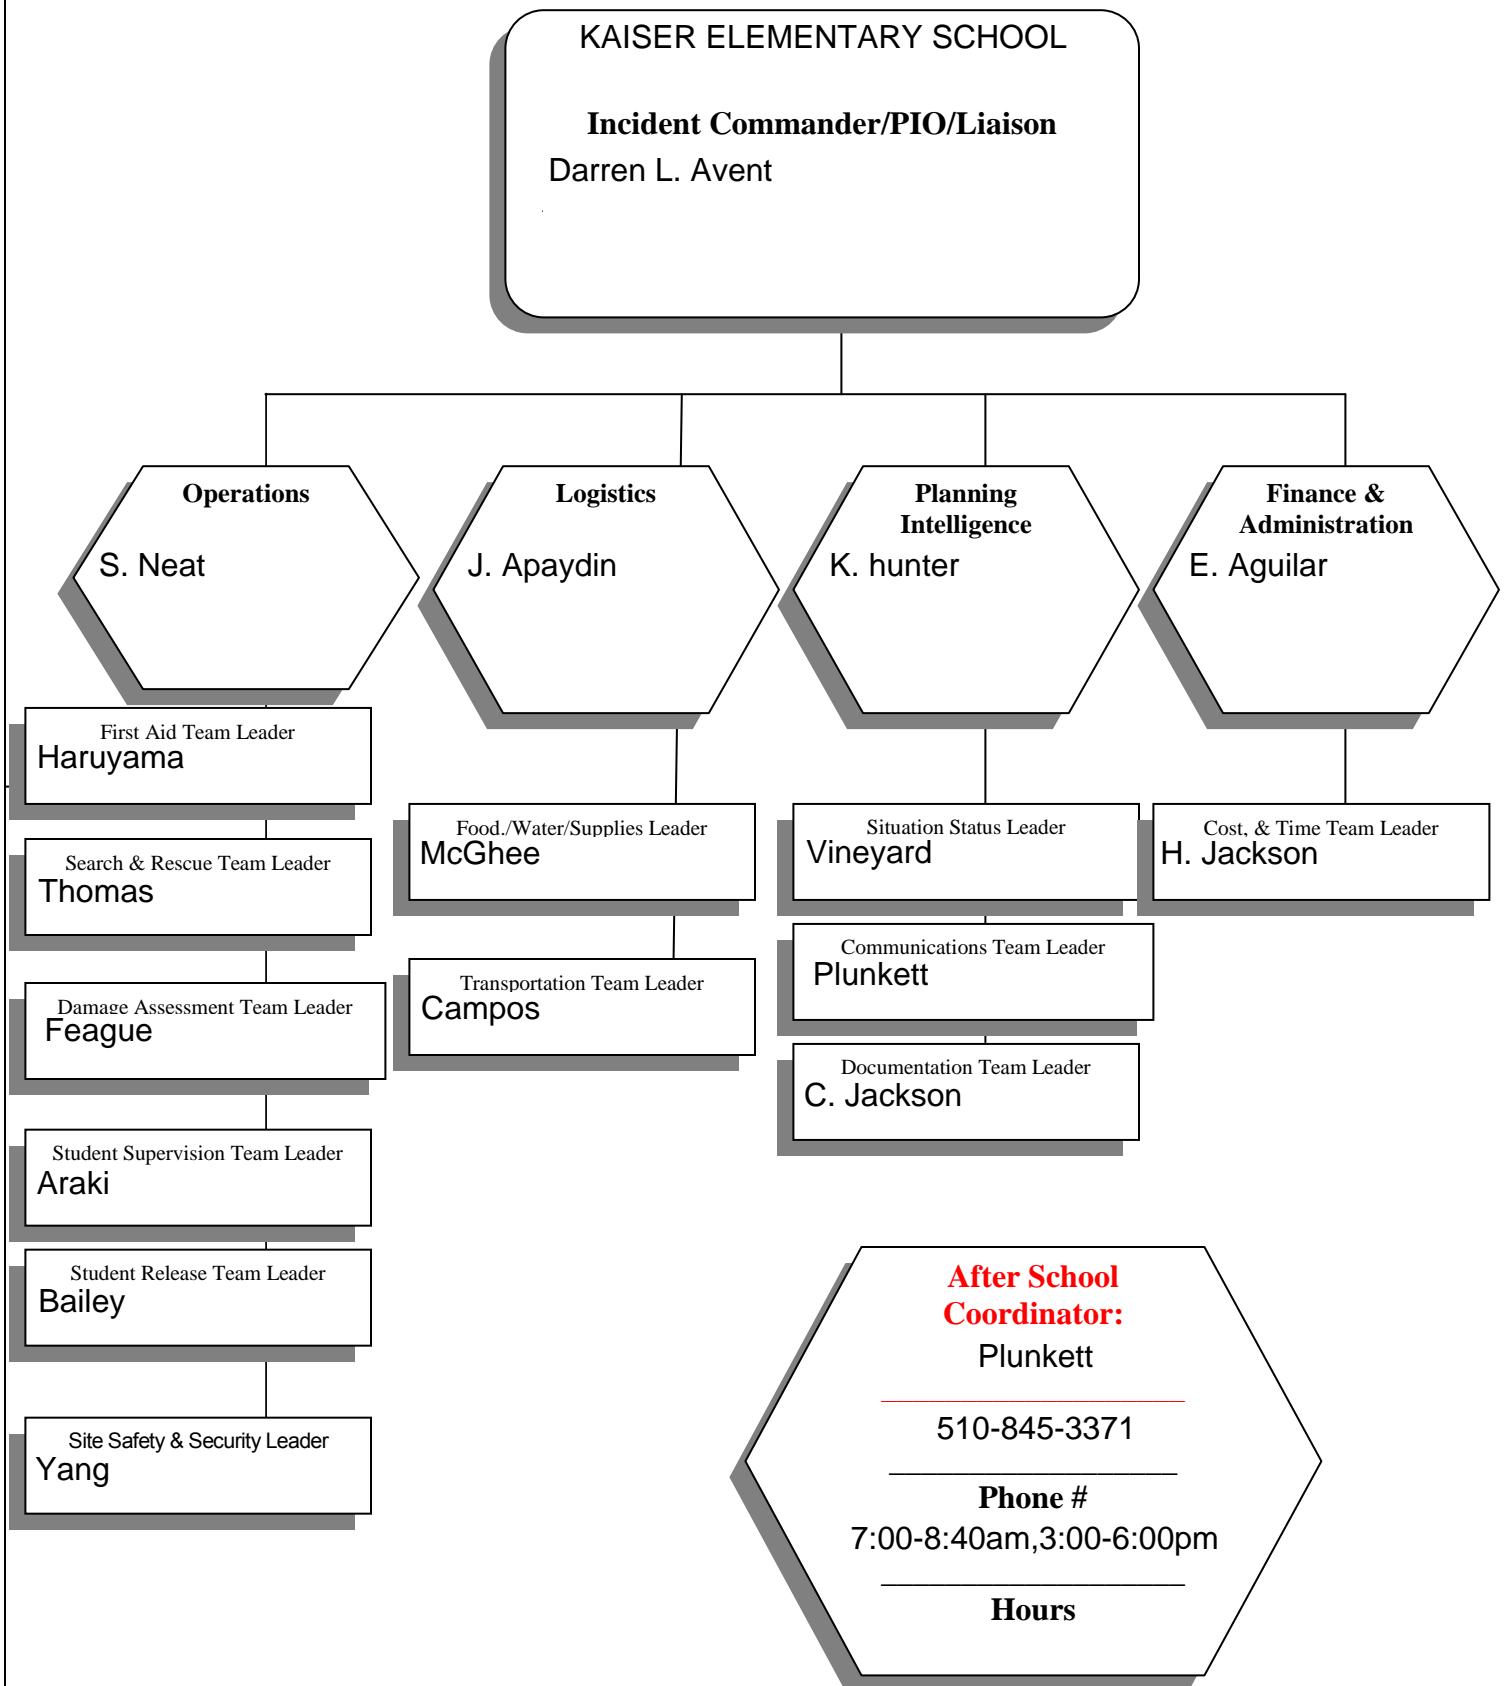 KAISER ELEMENTARY SCHOOL
Incident Commander/PIO/Liaison
Darren L. Avent
Operations
S. Neat
Logistics
J. Apaydin
Planning
Intelligence
K. hunter
Finance &
Administration
E. Aguilar
First Aid Team Leader
Haruyama
Search & Rescue Team Leader
Thomas
Damage Assessment Team Leader
Feague
Student Supervision Team Leader
Araki
Student Release Team Leader
Bailey
Site Safety & Security Leader
Yang
Food./Water/Supplies Leader
McGhee
Transportation Team Leader
Campos
Situation Status Leader
Vineyard
Communications Team Leader
Plunkett
Documentation Team Leader
C. Jackson
Cost, & Time Team Leader
H. Jackson
After School
Coordinator:
Plunkett
510-845-3371
Phone #
7:00-8:40am,3:00-6:00pm
Hours